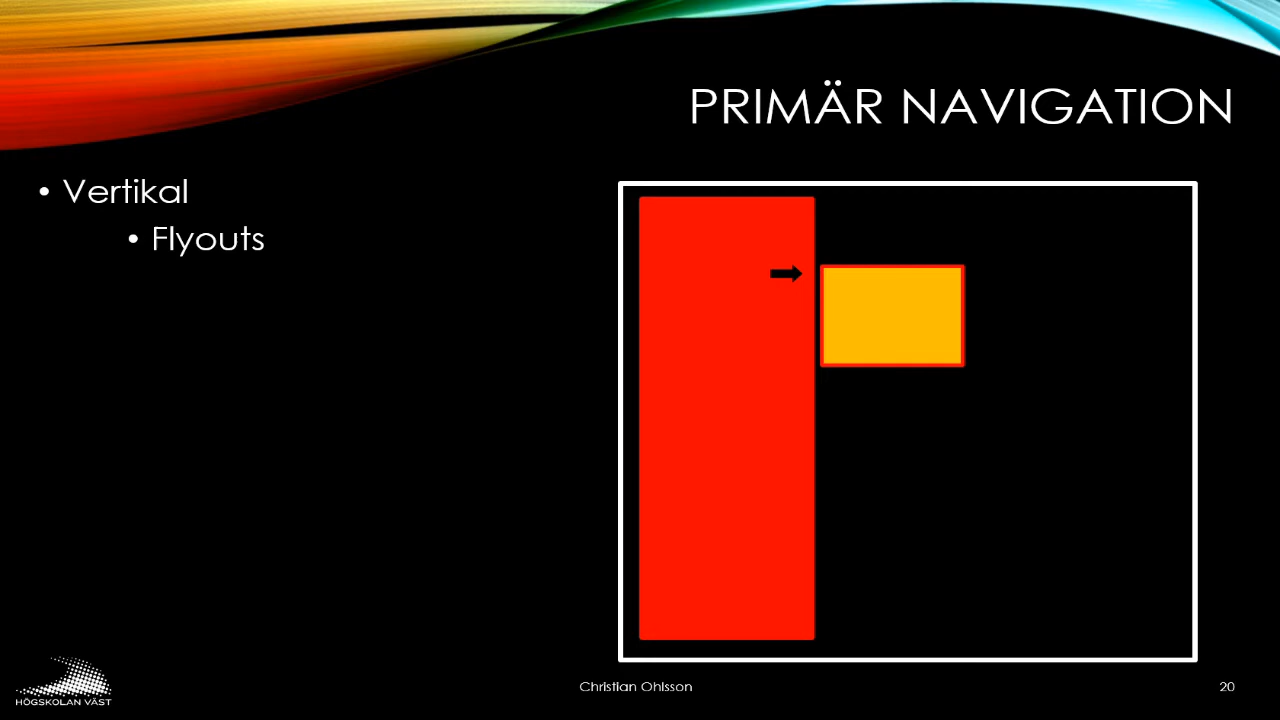 PRIMÄR NAVIGATION
• Vertikal
• Flyouts
HÖGSKOLAN VÄST
Christian Ohlsson
20